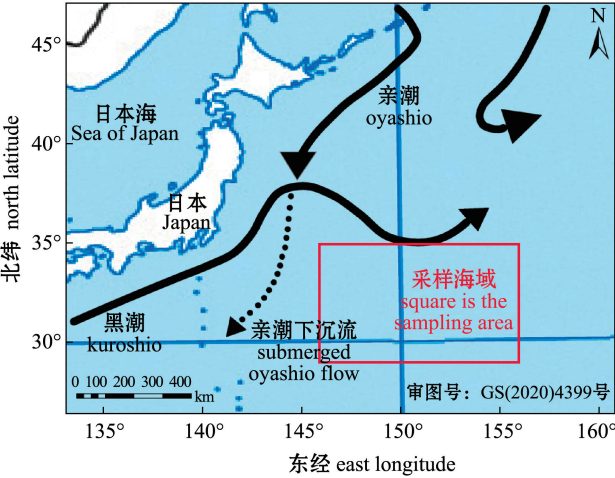 N
45°
40°
35°
30°
北纬 north latitude
日本海
Sea of Japan
亲潮
oyashio
日本
Japan
采样海域
square is the
sampling area
黑潮
kuroshio
亲潮下沉流
submerged
oyashio flow
0 100 200 300 400
km
审图号：GS(2020)4399号
135° 140° 145° 150° 155° 160°
东经 east longitude